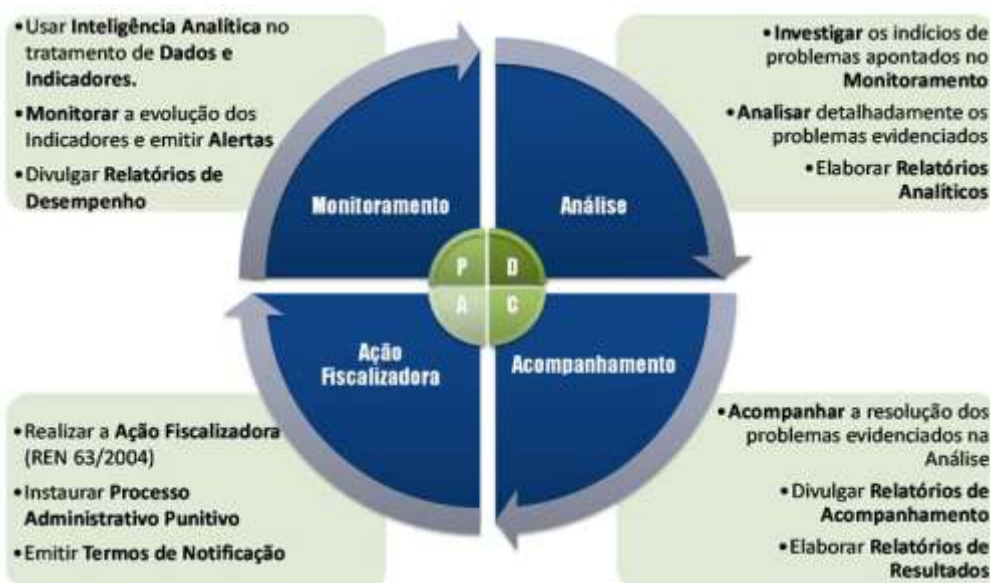 •Usar Inteligência Analítica no
tratamento de Dados e
Indicadores.
•Monitorar a evolução dos
Indicadores e emitir Alertas
•Divulgar Relatórios de
Desempenho
•Investigar os indícios de
problemas apontados no
Monitoramento
•Analisar detalhadamente os
problemas evidenciados
•Elaborar Relatórios
Analíticos
Monitoramento
Análise
P D
A C
Ação
Fiscalizadora
Acompanhamento
•Realizar a Ação Fiscalizadora
(REN 63/2004)
•Instaurar Processo
Administrativo Punitivo
•Emitir Termos de Notificação
•Acompanhar a resolução dos
problemas evidenciados na
Análise
•Divulgar Relatórios de
Acompanhamento
•Elaborar Relatórios de
Resultados